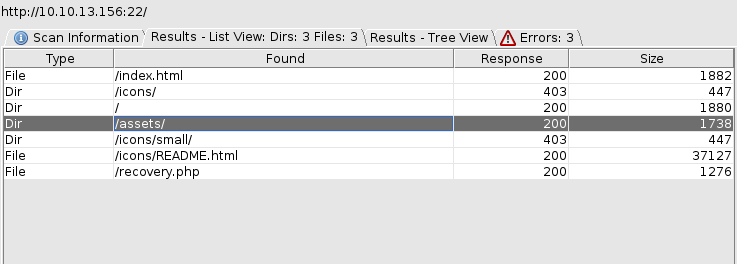 http://10.10.13.156:22/
Scan Information Results - List View: Dirs: 3 Files: 3 Results - Tree View Errors: 3
Type Found Response Size
File /index.html 200 1882
Dir /icons/ 403 447
Dir / 200 1880
Dir /assets/ 200 1738
Dir /icons/small/ 403 447
File /icons/README.html 200 37127
File /recovery.php 200 1276